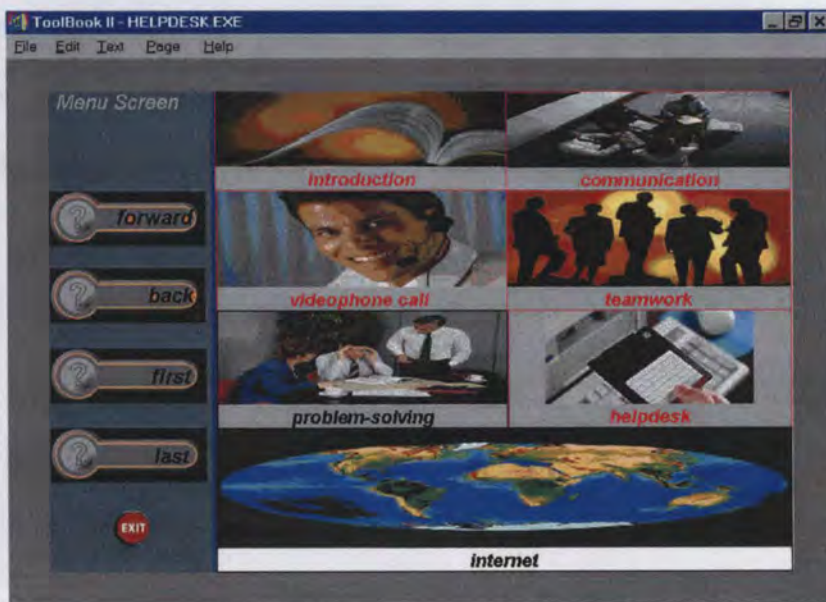 ToolBook II - HELPDESK.EXE
File Edit Text Page Help
Menu Screen
introduction
communication
forward
videophone call
teamwork
back
first
problem-solving
helpdesk
last
EXIT
internet